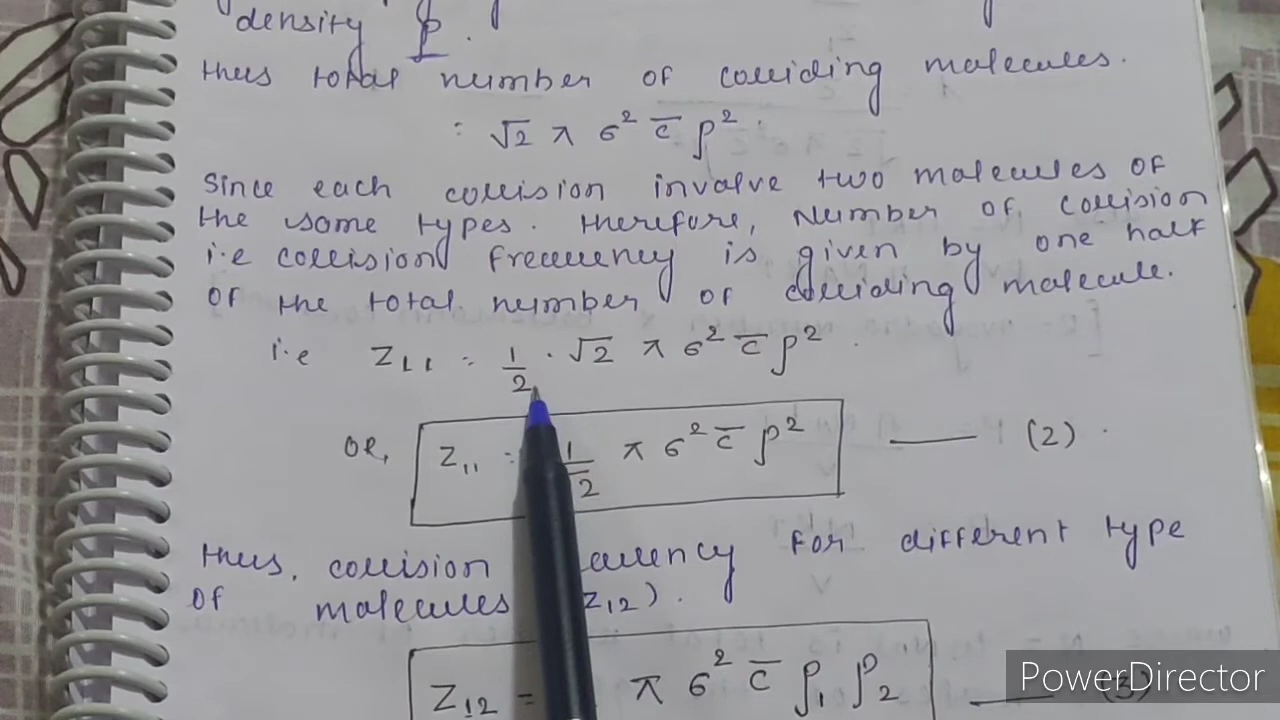 density ρ.
thus total number of colliding molecules.
= √2 π σ² c̄ ρ²
Since each collision involve two molecules of
the same types. Therefore, Number of collision
i.e collision frequency is given by one half
of the total number of colliding molecule.
i.e Z₁₁ = 1/2 · √2 π σ² c̄ ρ².
OR, Z₁₁ = 1/√2 π σ² c̄ ρ² —— (2).
thus, collision for different type
of molecules Z₁₂).
Z₁₂ = π σ² c̄ ρ₁ ρ₂ —— (3)
PowerDirector